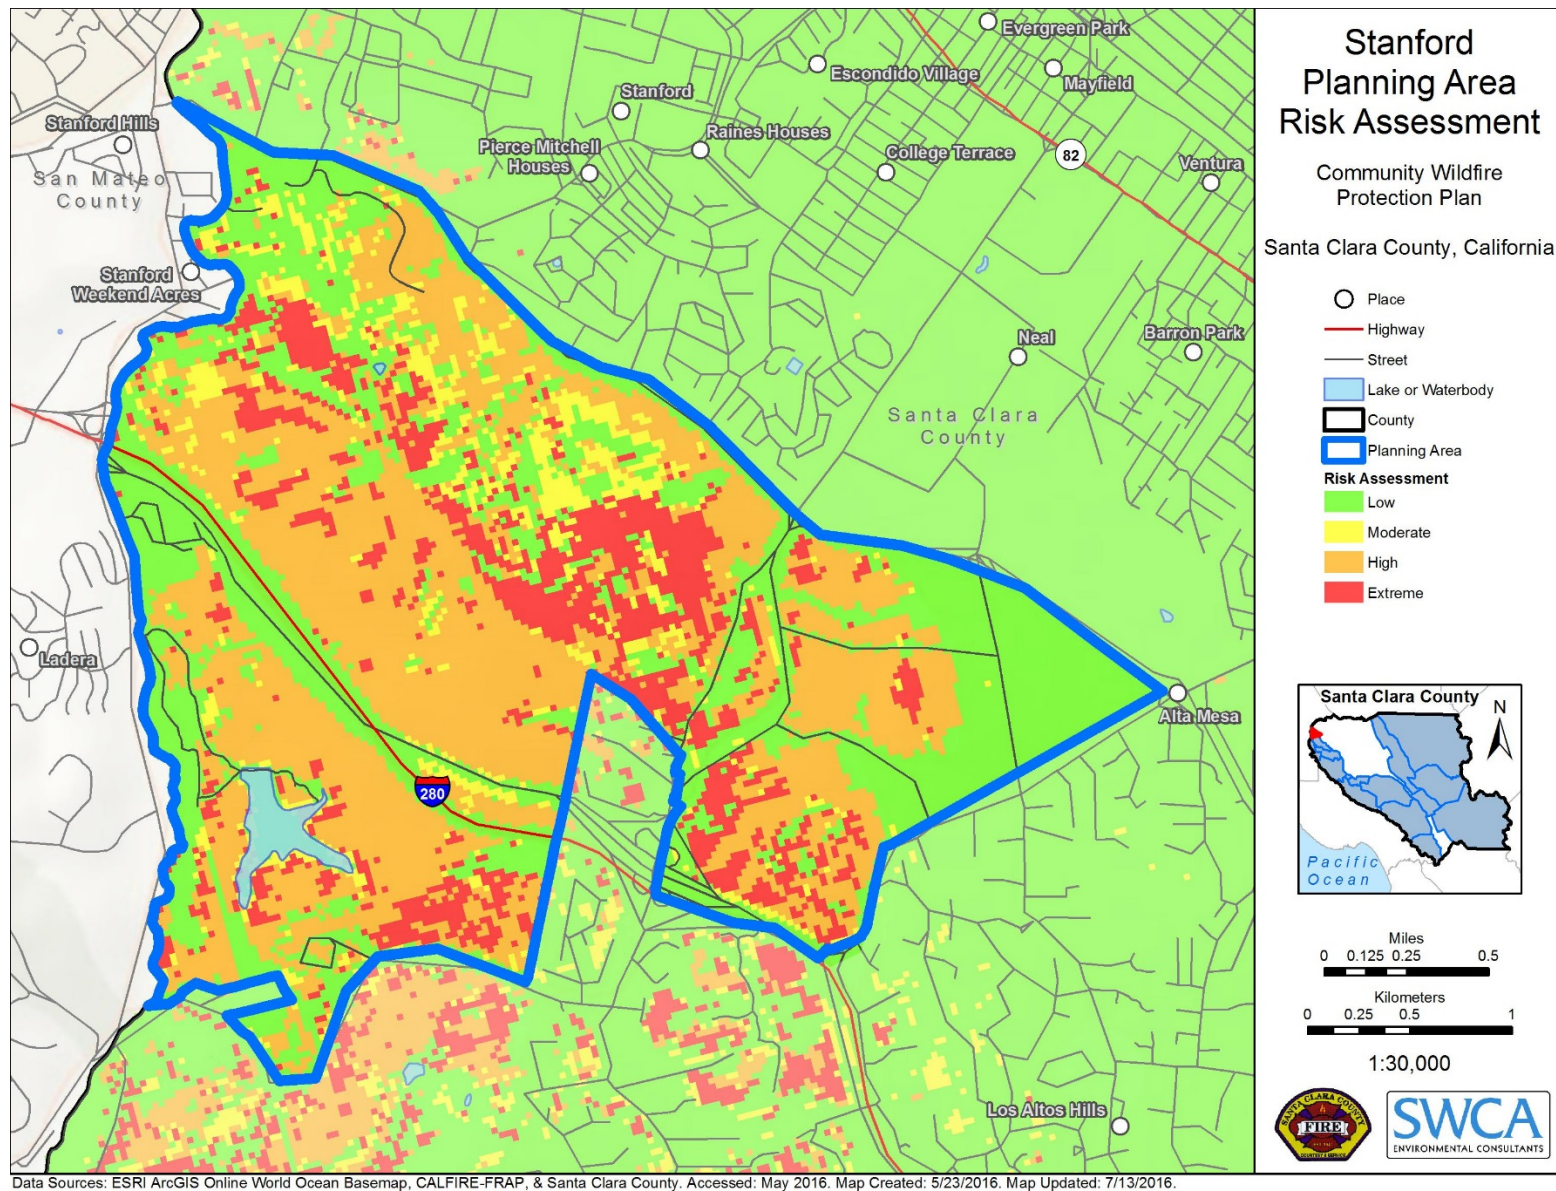 Stanford
Planning Area
Risk Assessment
Community Wildfire
Protection Plan
Santa Clara County, California
Place
Highway
Street
Lake or Waterbody
County
Planning Area
Risk Assessment
Low
Moderate
High
Extreme
Santa Clara County
N
Pacific
Ocean
Miles
0 0.125 0.25 0.5
Kilometers
0 0.25 0.5 1
1:30,000
SANTA CLARA COUNTY
FIRE
COURTESY & SERVICE
SWCA
ENVIRONMENTAL CONSULTANTS
Evergreen Park
Escondido Village
Mayfield
Stanford
Stanford Hills
Raines Houses
Pierce Mitchell
Houses
College Terrace
82
Ventura
San Mateo
County
Stanford
Weekend Acres
Neal
Barron Park
Santa Clara
County
Ladera
Alta Mesa
280
Los Altos Hills
Data Sources: ESRI ArcGIS Online World Ocean Basemap, CALFIRE-FRAP, & Santa Clara County. Accessed: May 2016. Map Created: 5/23/2016. Map Updated: 7/13/2016.